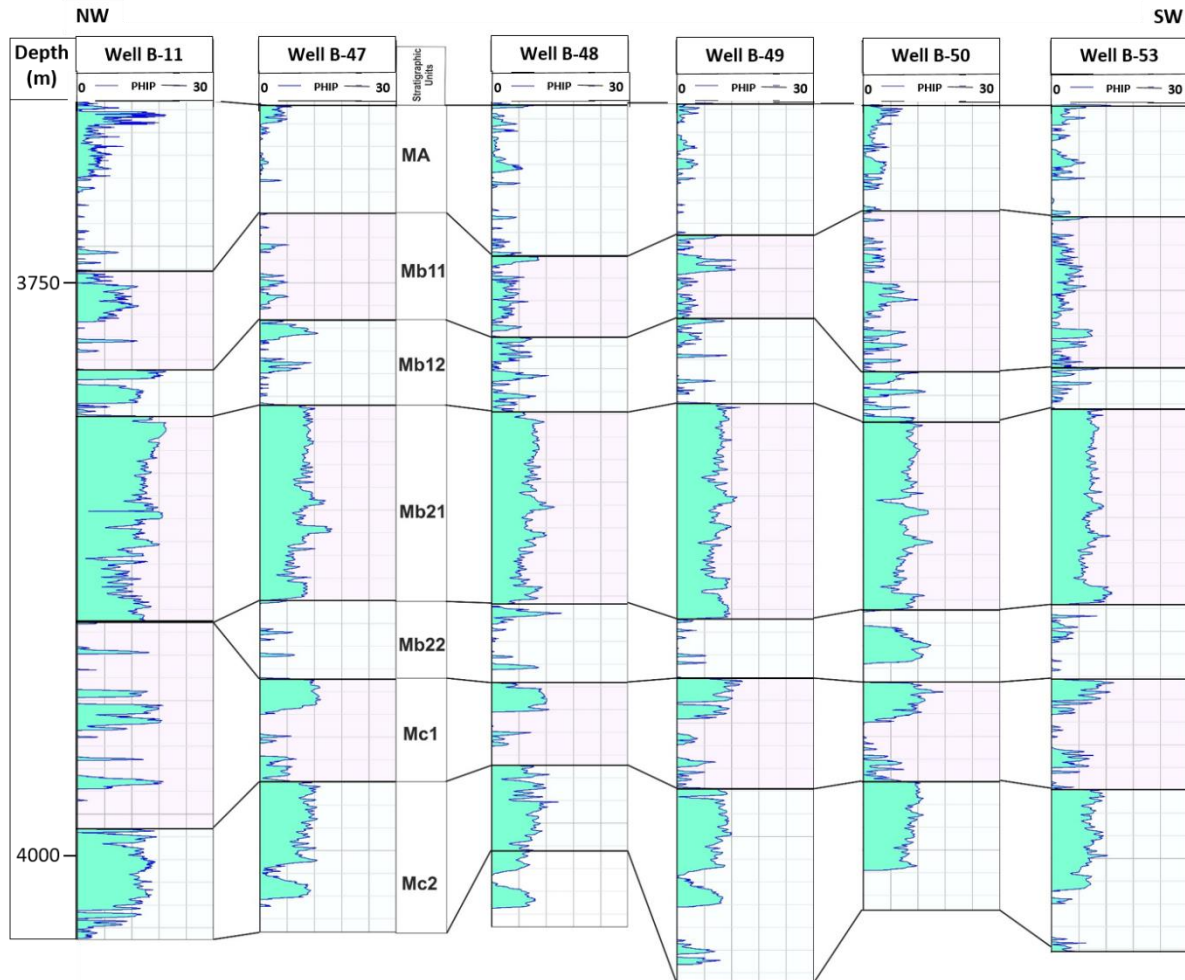 NW SW
Depth (m)
Well B-11 Well B-47 Stratigraphic Units Well B-48 Well B-49 Well B-50 Well B-53
0 PHIP 30 0 PHIP 30 0 PHIP 30 0 PHIP 30 0 PHIP 30 0 PHIP 30
MA
Mb11
3750
Mb12
Mb21
Mb22
Mc1
4000
Mc2